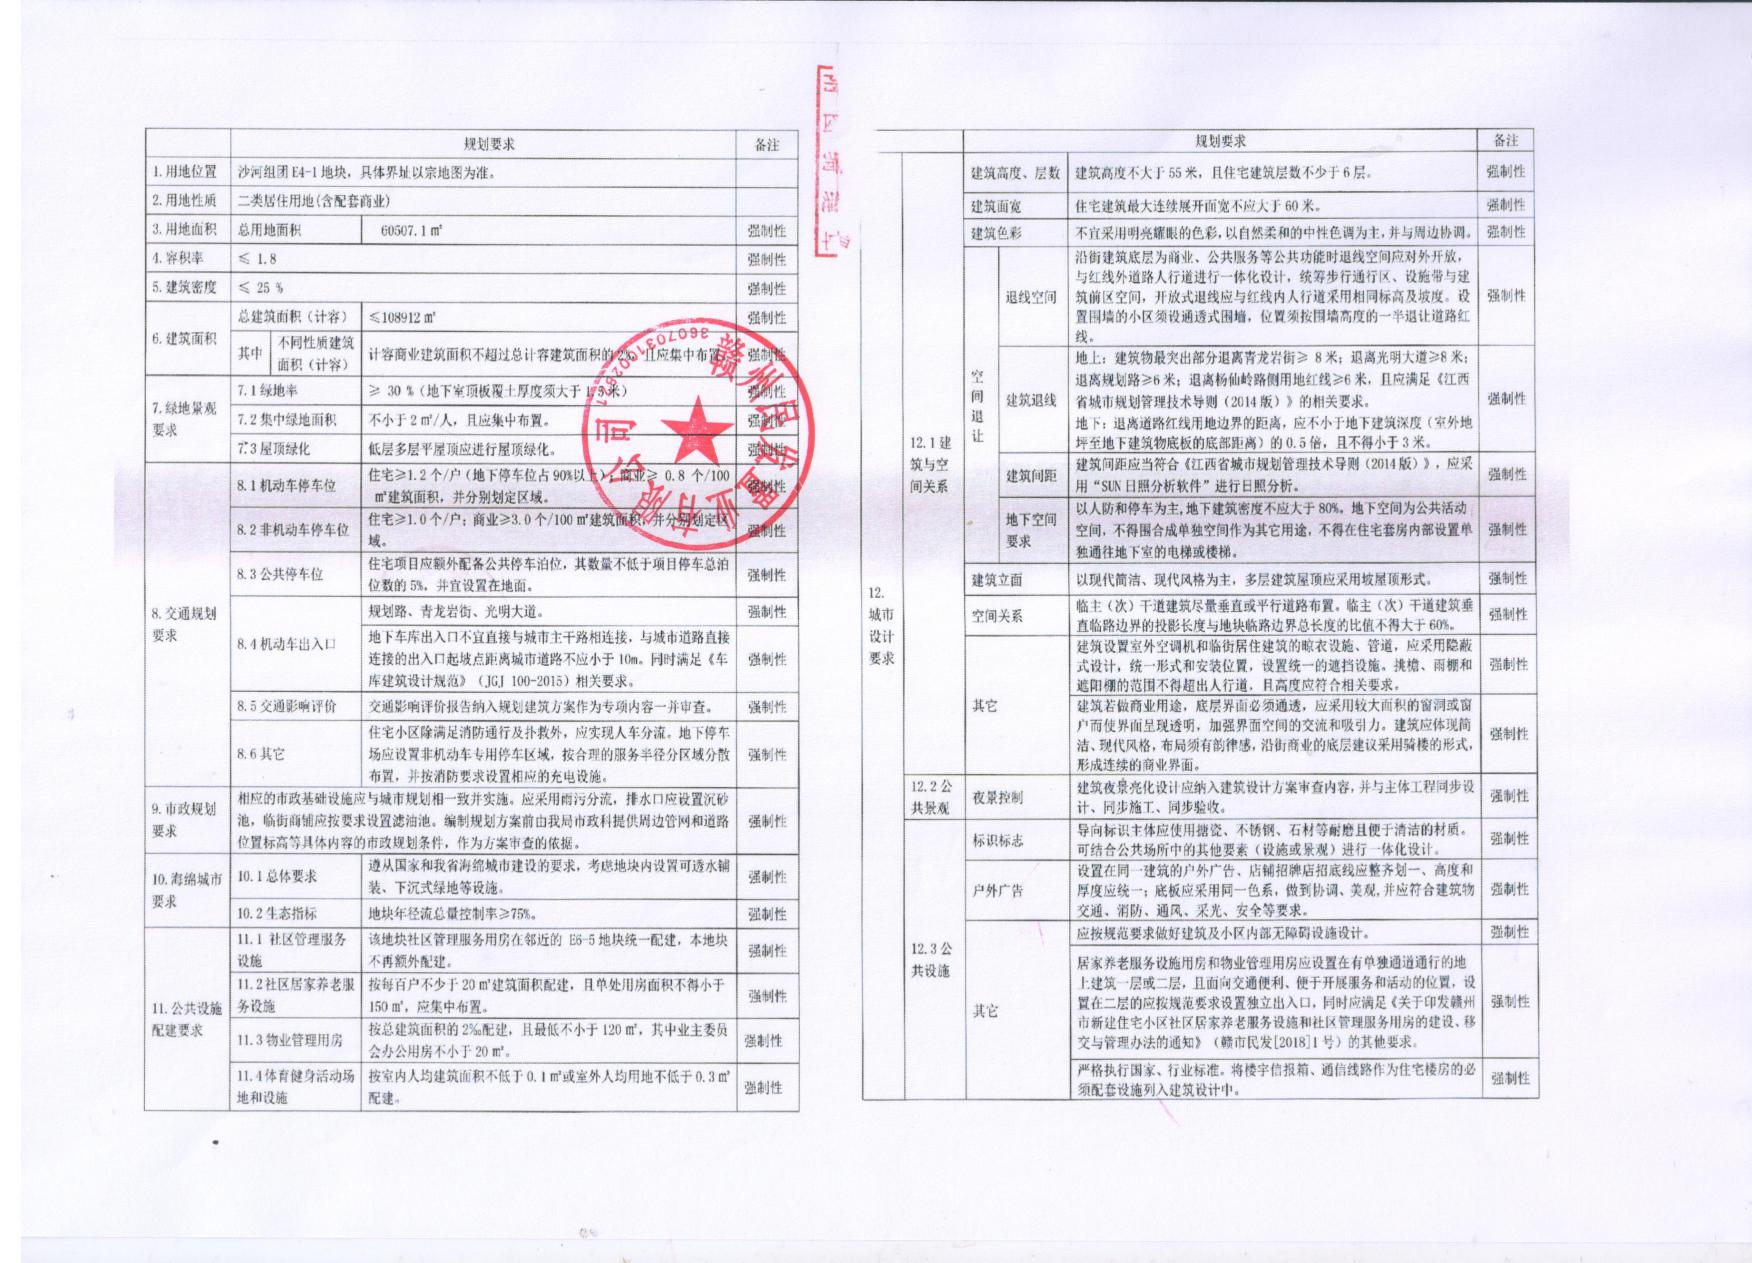 规划要求 备注
1.用地位置 沙河组团 E4-1 地块，具体界址以宗地图为准。
2.用地性质 二类居住用地(含配套商业)
3.用地面积 总用地面积 60507.1㎡ 强制性
4.容积率 ≤ 1.8 强制性
5.建筑密度 ≤ 25 % 强制性
6.建筑面积 总建筑面积（计容） ≤108912㎡ 强制性
其中 不同性质建筑
面积（计容） 计容商业建筑面积不超过总计容建筑面积的 2%，且应集中布置 强制性
7.绿地景观
要求
7.1 绿地率 ≥ 30 %（地下室顶板覆土厚度须大于 1.5 米） 强制性
7.2 集中绿地面积 不小于 2㎡/人，且应集中布置。 强制性
7.3 屋顶绿化 低层多层平屋顶应进行屋顶绿化。 强制性
8.交通规划
要求
8.1 机动车停车位 住宅≥1.2 个/户（地下停车位占 90%以上）；商业≥ 0.8 个/100
㎡建筑面积，并分别划定区域。 强制性
8.2 非机动车停车位 住宅≥1.0 个/户；商业≥3.0 个/100㎡建筑面积，并分别划定区
域。 强制性
8.3 公共停车位 住宅项目应额外配备公共停车泊位，其数量不低于项目停车总泊
位数的 5%，并宜设置在地面。 强制性
8.4 机动车出入口 规划路、青龙岩街、光明大道。 强制性
地下车库出入口不宜直接与城市主干路相连接，与城市道路直接
连接的出入口起坡点距离城市道路不应小于 10m。同时满足《车
库建筑设计规范》（JGJ 100-2015）相关要求。 强制性
8.5 交通影响评价 交通影响评价报告纳入规划建筑方案作为专项内容一并审查。 强制性
8.6 其它 住宅小区除满足消防通行及扑救外，应实现人车分流。地下停车
场应设置非机动车专用停车区域，按合理的服务半径分区域分散
布置，并按消防要求设置相应的充电设施。 强制性
9.市政规划
要求
相应的市政基础设施应与城市规划相一致并实施。应采用雨污分流，排水口应设置沉砂
池，临街商铺应按要求设置滤油池。编制规划方案前由我局市政科提供周边管网和道路
位置标高等具体内容的市政规划条件，作为方案审查的依据。 强制性
10.海绵城市
要求
10.1 总体要求 遵从国家和我省海绵城市建设的要求，考虑地块内设置可透水铺
装、下沉式绿地等设施。 强制性
10.2 生态指标 地块年径流总量控制率≥75%。 强制性
11.公共设施
配建要求
11.1 社区管理服务
设施 该地块社区管理服务用房在邻近的 E6-5 地块统一配建，本地块
不再额外配建。 强制性
11.2 社区居家养老服
务设施 按每百户不少于 20㎡建筑面积配建，且单处用房面积不得小于
150㎡，应集中布置。 强制性
11.3 物业管理用房 按总建筑面积的 2‰配建，且最低不小于 120㎡，其中业主委员
会办公用房不小于 20㎡。 强制性
11.4 体育健身活动场
地和设施 按室内人均建筑面积不低于 0.1㎡或室外人均用地不低于 0.3㎡
配建。 强制性
赣州国发置业有限公司
规划要求 备注
12.
城市
设计
要求
12.1 建
筑与空
间关系
建筑高度、层数 建筑高度不大于 55 米，且住宅建筑层数不少于 6 层。 强制性
建筑面宽 住宅建筑最大连续展开面宽不应大于 60 米。 强制性
建筑色彩 不宜采用明亮耀眼的色彩,以自然柔和的中性色调为主,并与周边协调。 强制性
空
间
退
让
退线空间 沿街建筑底层为商业、公共服务等公共功能时退线空间应对外开放，
与红线外道路人行道进行一体化设计，统筹步行通行区、设施带与建
筑前区空间，开放式退线应与红线内人行道采用相同标高及坡度。设
置围墙的小区须设通透式围墙，位置须按围墙高度的一半退让道路红
线。 强制性
建筑退线 地上：建筑物最突出部分退离青龙岩街≥ 8 米；退离光明大道≥8 米；
退离规划路≥6 米；退离杨仙岭路侧用地红线≥6 米，且应满足《江西
省城市规划管理技术导则（2014 版）》的相关要求。
地下：退离道路红线用地边界的距离，应不小于地下建筑深度（室外地
坪至地下建筑物底板的底部距离）的 0.5 倍，且不得小于 3 米。 强制性
建筑间距 建筑间距应当符合《江西省城市规划管理技术导则（2014 版）》，应采
用“SUN 日照分析软件”进行日照分析。 强制性
地下空间
要求 以人防和停车为主,地下建筑密度不应大于 80%。地下空间为公共活动
空间，不得围合成单独空间作为其它用途，不得在住宅套房内部设置单
独通往地下室的电梯或楼梯。 强制性
建筑立面 以现代简洁、现代风格为主，多层建筑屋顶应采用坡屋顶形式。 强制性
空间关系 临主（次）干道建筑尽量垂直或平行道路布置。临主（次）干道建筑垂
直临路边界的投影长度与地块临路边界总长度的比值不得大于 60%。 强制性
其它 建筑设置室外空调机和临街居住建筑的晾衣设施、管道，应采用隐蔽
式设计，统一形式和安装位置，设置统一的遮挡设施。挑檐、雨棚和
遮阳棚的范围不得超出人行道，且高度应符合相关要求。 强制性
建筑若做商业用途，底层界面必须通透，应采用较大面积的窗洞或窗
户而使界面呈现透明，加强界面空间的交流和吸引力。建筑应体现简
洁、现代风格，布局须有韵律感，沿街商业的底层建议采用骑楼的形式，
形成连续的商业界面。 强制性
12.2 公
共景观
夜景控制 建筑夜景亮化设计应纳入建筑设计方案审查内容，并与主体工程同步设
计、同步施工、同步验收。 强制性
12.3 公
共设施
标识标志 导向标识主体应使用搪瓷、不锈钢、石材等耐磨且便于清洁的材质。
可结合公共场所中的其他要素（设施或景观）进行一体化设计。 强制性
户外广告 设置在同一建筑的户外广告、店铺招牌店招底线应整齐划一、高度和
厚度应统一；底板应采用同一色系，做到协调、美观,并应符合建筑物
交通、消防、通风、采光、安全等要求。 强制性
其它 应按规范要求做好建筑及小区内部无障碍设施设计。 强制性
居家养老服务设施用房和物业管理用房应设置在有单独通道通行的地
上建筑一层或二层，且面向交通便利、便于开展服务和活动的位置，设
置在二层的应按规范要求设置独立出入口，同时应满足《关于印发赣州
市新建住宅小区社区居家养老服务设施和社区管理服务用房的建设、移
交与管理办法的通知》（赣市民发[2018]1 号）的其他要求。 强制性
严格执行国家、行业标准。将楼宇信报箱、通信线路作为住宅楼房的必
须配套设施列入建筑设计中。 强制性